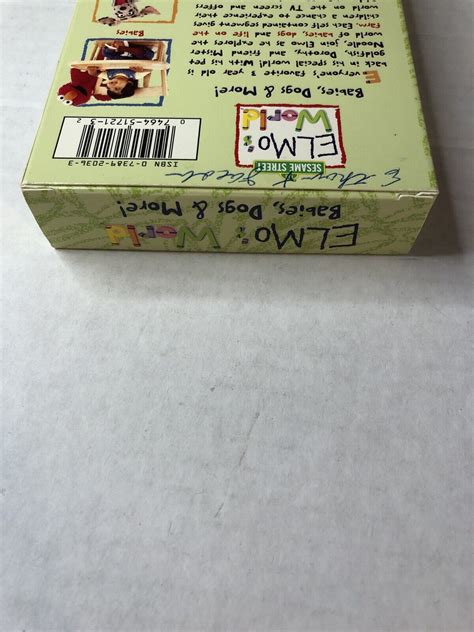 ELMO's World
Babies, Dogs & More!
SESAME STREET
ELMO's World
Babies, Dogs & More!
Everyone's favorite 3 year old is
back in his special world! With pet
goldfish, Dorothy, and friend Mister
Noodle, join Elmo as he explores the
world of babies, dogs and life on the
farm. Each self contained segment gives
children a chance to experience their
world on the TV screen and offers
ISBN 0-7389-2036-3
0 7464-51721-3 2
Babies